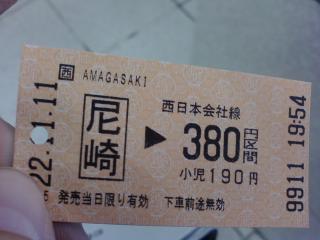 西 AMAGASAKI
西日本会社線
尼崎 ▶ 380円区間
小児190円
22.11.11
9911 19:54
発売当日限り有効 下車前途無効